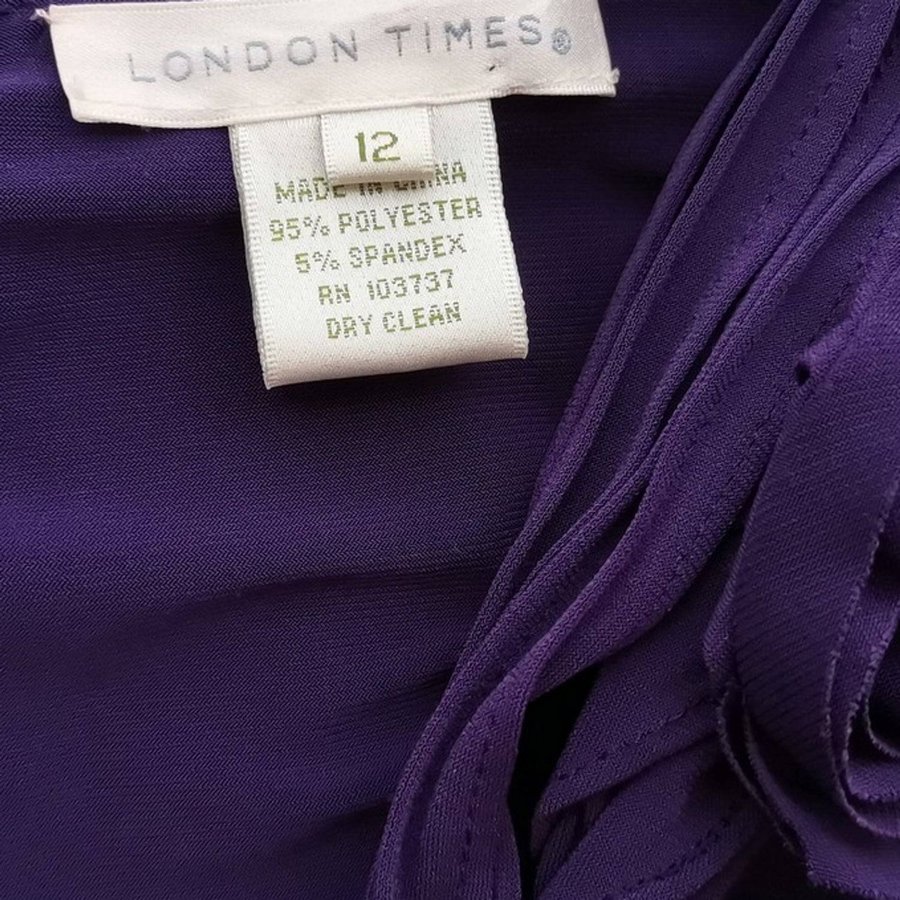 LONDON TIMES®
12
MADE IN CHINA
95% POLYESTER
5% SPANDEX
RN 103737
DRY CLEAN